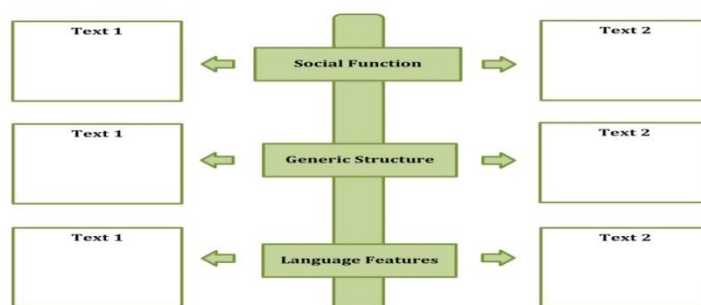 Text 1
Social Function
Text 2
Text 1
Generic Structure
Text 2
Text 1
Language Features
Text 2